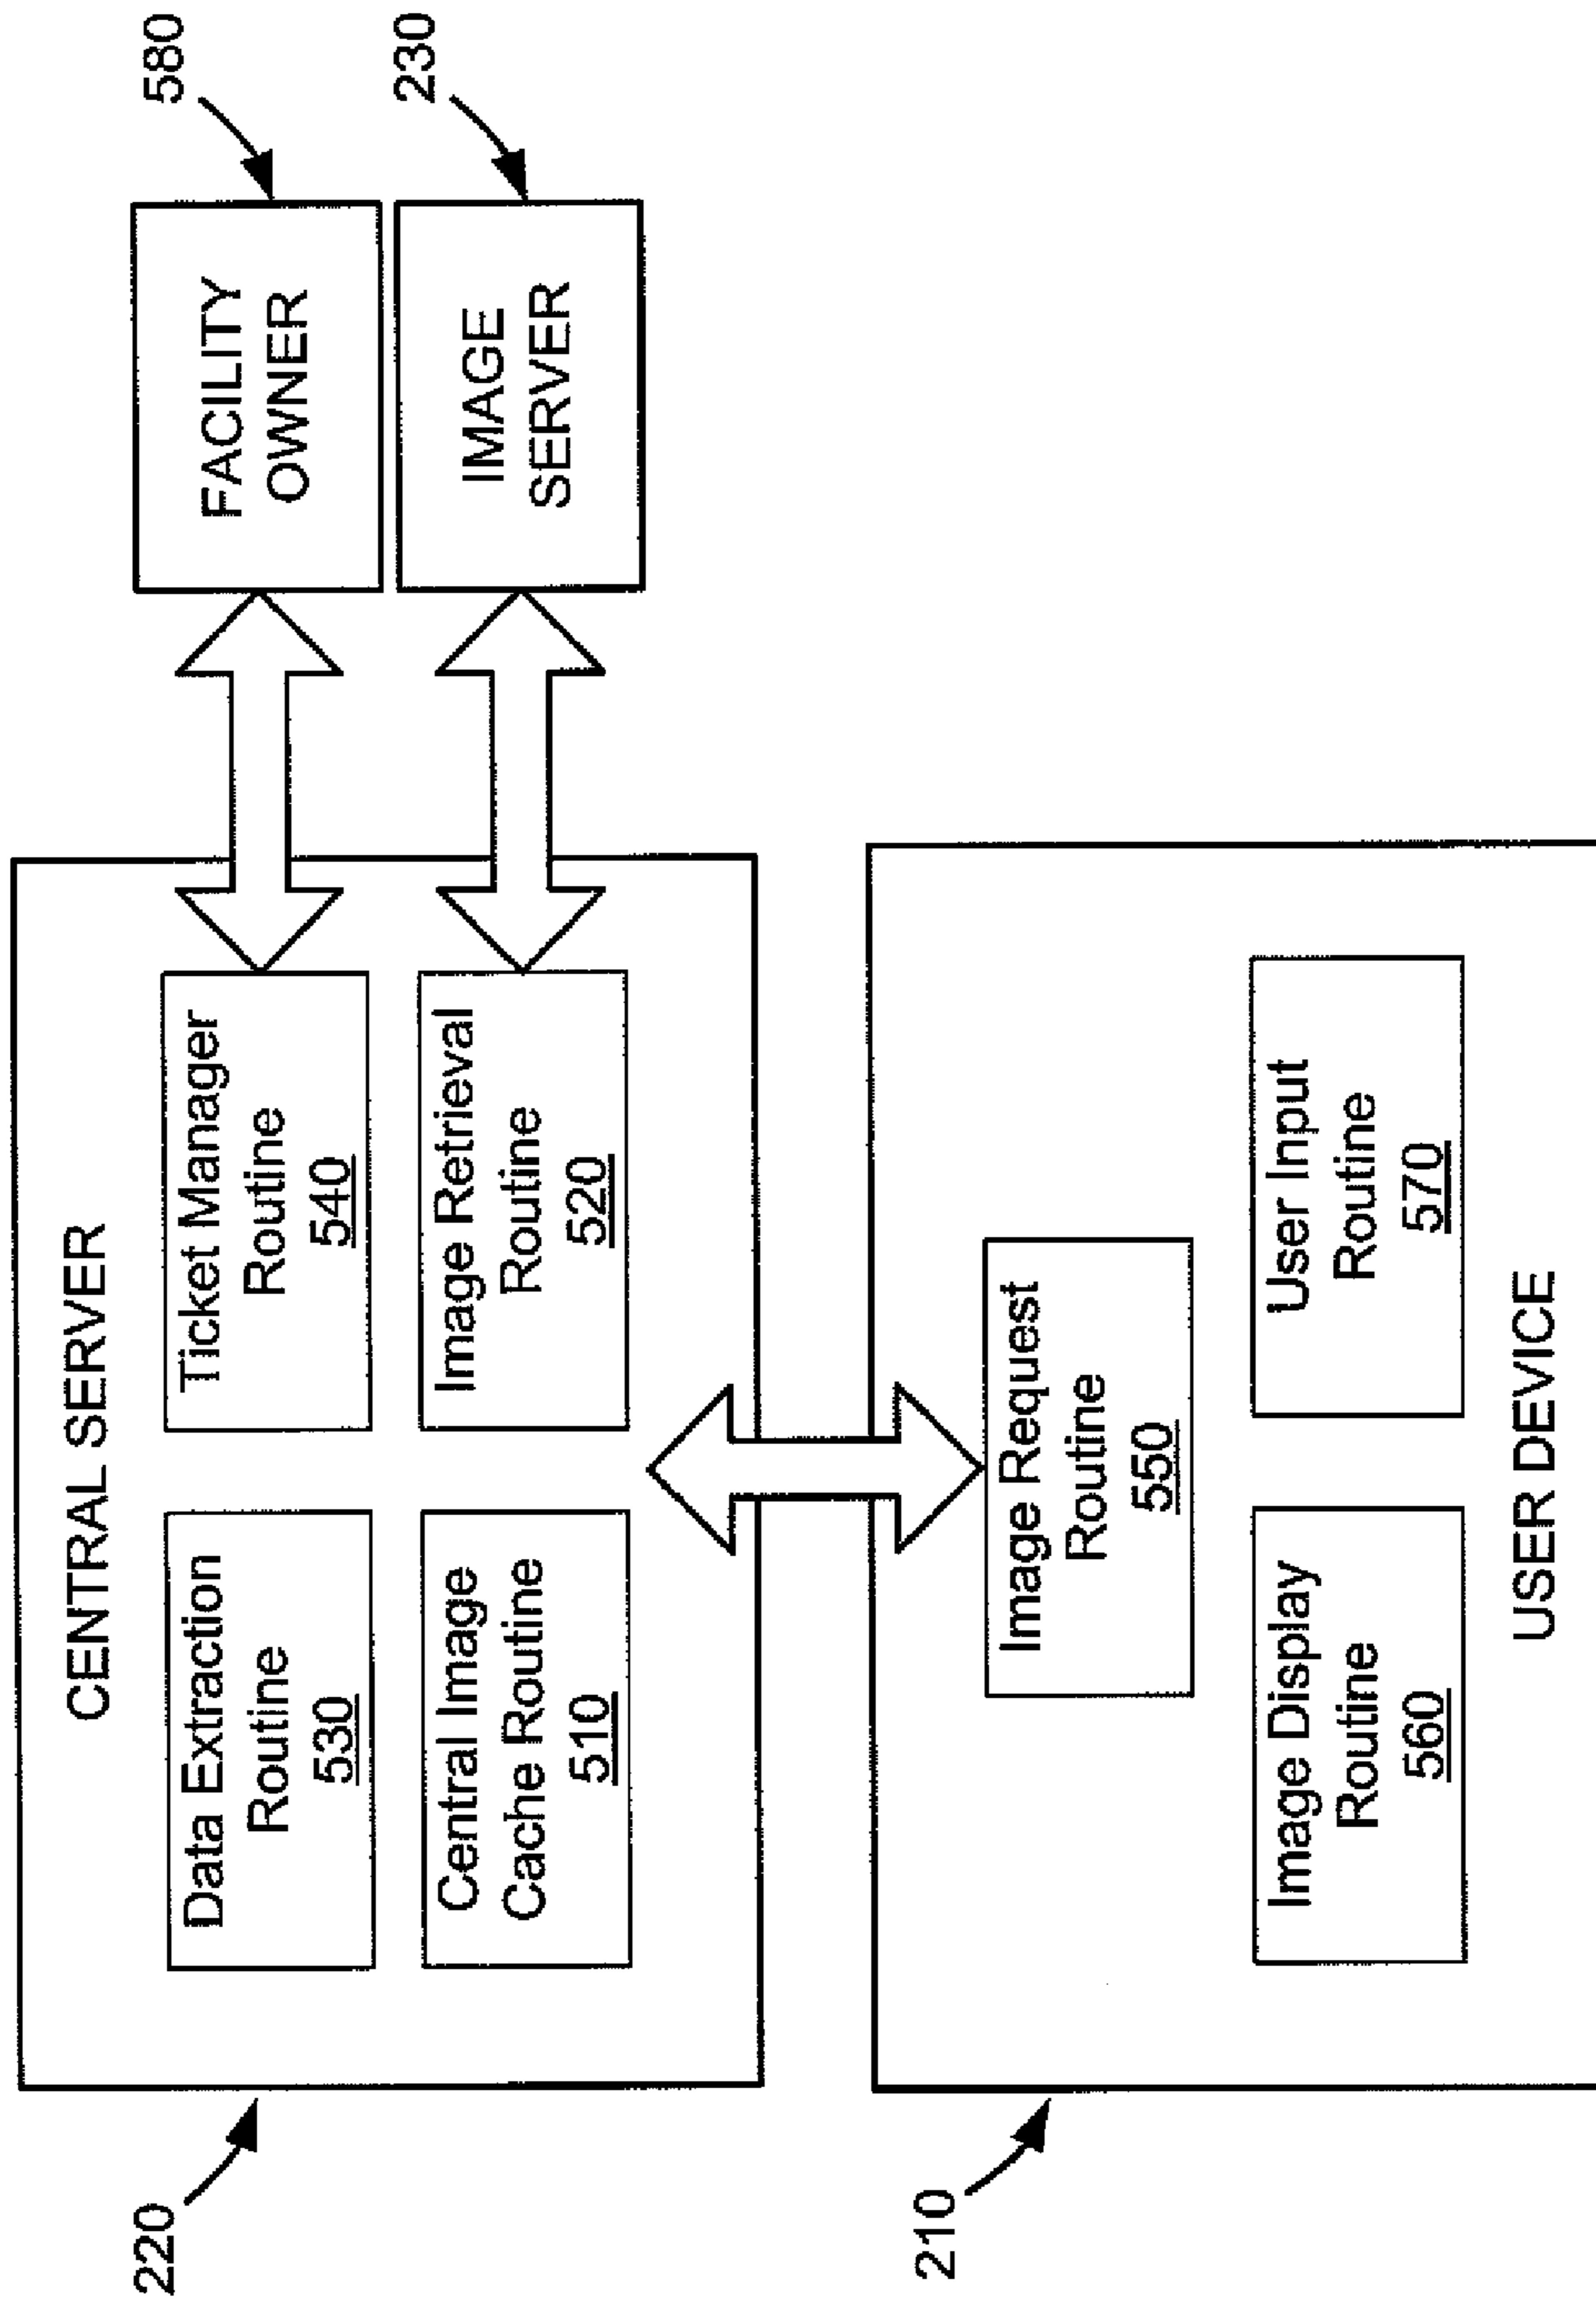 220
CENTRAL SERVER
Data Extraction
Routine
530
Ticket Manager
Routine
540
Central Image
Cache Routine
510
Image Retrieval
Routine
520
FACILITY
OWNER
580
IMAGE
SERVER
230
210
Image Request
Routine
550
Image Display
Routine
560
User Input
Routine
570
USER DEVICE